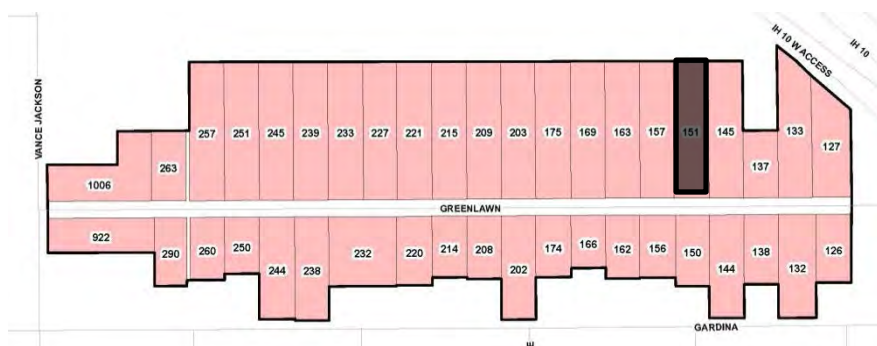 IH 10 W ACCESS
IH 10
VANCE JACKSON
257 251 245 239 233 227 221 215 209 203 175 169 163 157 151 145 133
127
263 137
1006
GREENLAWN
922
290 260 250 244 238 232 220 214 208 202 174 166 162 156 150 144 138 132 126
GARDINA
E